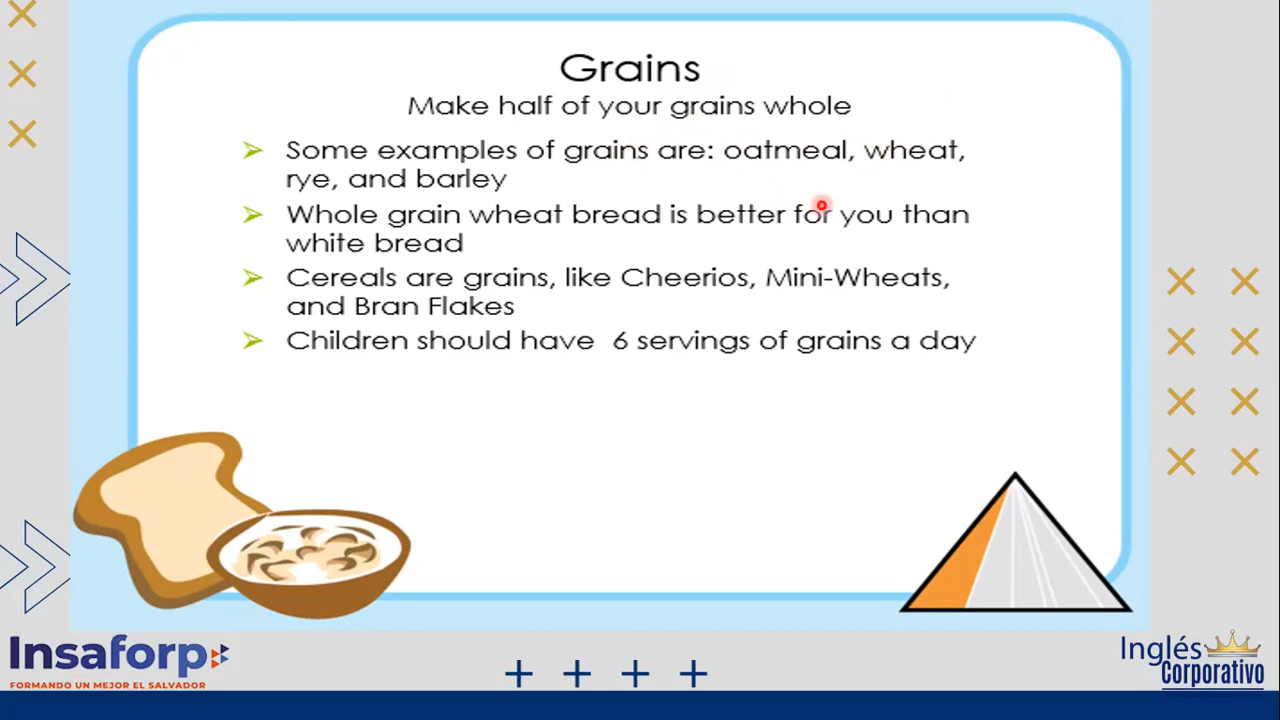 Grains
Make half of your grains whole
Some examples of grains are: oatmeal, wheat,
rye, and barley
Whole grain wheat bread is better for you than
white bread
Cereals are grains, like Cheerios, Mini-Wheats,
and Bran Flakes
Children should have 6 servings of grains a day
Insaforp
FORMANDO UN MEJOR EL SALVADOR
Inglés
Corporativo